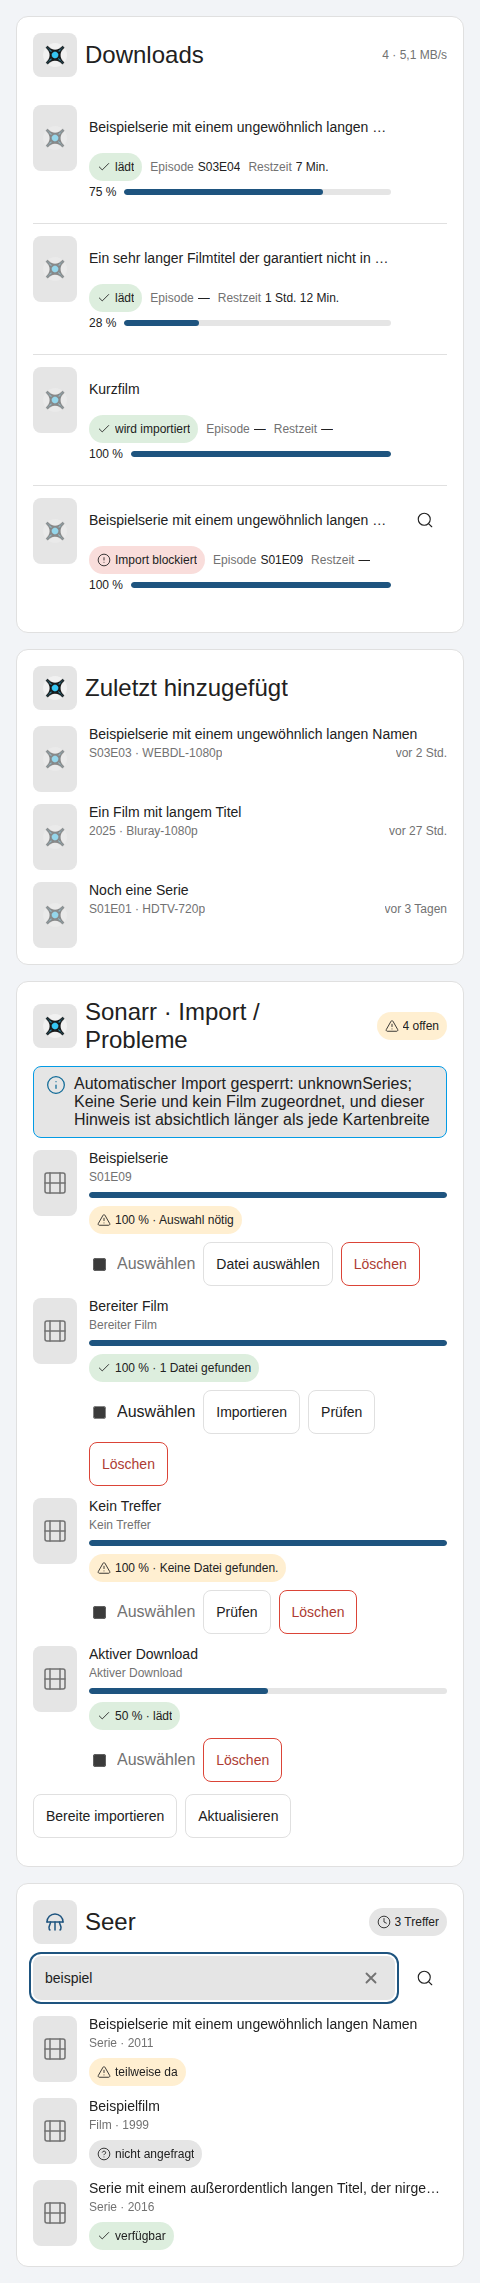 Downloads
4 · 5,1 MB/s
Beispielserie mit einem ungewöhnlich langen …
lädt Episode S03E04 Restzeit 7 Min.
75 %
Ein sehr langer Filmtitel der garantiert nicht in …
lädt Episode — Restzeit 1 Std. 12 Min.
28 %
Kurzfilm
wird importiert Episode — Restzeit —
100 %
Beispielserie mit einem ungewöhnlich langen …
Import blockiert Episode S01E09 Restzeit —
100 %
Zuletzt hinzugefügt
Beispielserie mit einem ungewöhnlich langen Namen
S03E03 · WEBDL-1080p vor 2 Std.
Ein Film mit langem Titel
2025 · Bluray-1080p vor 27 Std.
Noch eine Serie
S01E01 · HDTV-720p vor 3 Tagen
Sonarr · Import /
Probleme
4 offen
Automatischer Import gesperrt: unknownSeries;
Keine Serie und kein Film zugeordnet, und dieser
Hinweis ist absichtlich länger als jede Kartenbreite
Beispielserie
S01E09
100 % · Auswahl nötig
Auswählen Datei auswählen Löschen
Bereiter Film
Bereiter Film
100 % · 1 Datei gefunden
Auswählen Importieren Prüfen
Löschen
Kein Treffer
Kein Treffer
100 % · Keine Datei gefunden.
Auswählen Prüfen Löschen
Aktiver Download
Aktiver Download
50 % · lädt
Auswählen Löschen
Bereite importieren Aktualisieren
Seer
3 Treffer
beispiel
Beispielserie mit einem ungewöhnlich langen Namen
Serie · 2011
teilweise da
Beispielfilm
Film · 1999
nicht angefragt
Serie mit einem außerordentlich langen Titel, der nirge…
Serie · 2016
verfügbar